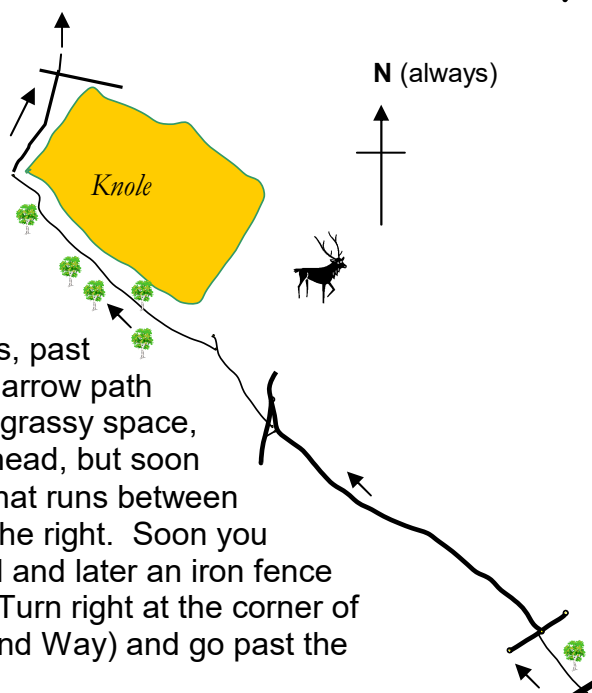 N (always)
Knole
s, past
arrow path
grassy space,
head, but soon
hat runs between
he right. Soon you
and later an iron fence
Turn right at the corner of
nd Way) and go past the